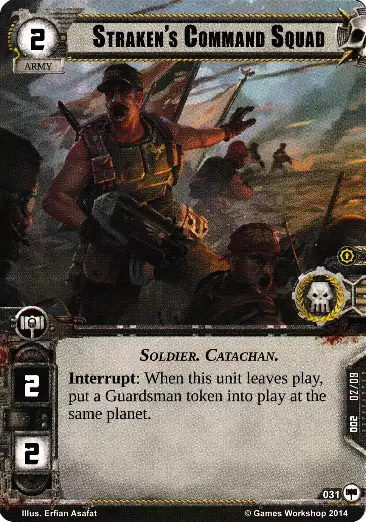 2
STRAKEN'S COMMAND SQUAD
ARMY
SOLDIER. CATACHAN.
Interrupt: When this unit leaves play,
put a Guardsman token into play at the
same planet.
2
2
002 02/09
031
Illus. Erfian Asafat
© Games Workshop 2014